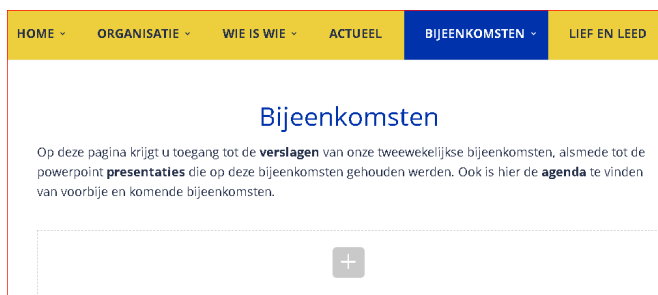 HOME ORGANISATIE WIE IS WIE ACTUEEL BIJEENKOMSTEN LIEF EN LEED
Bijeenkomsten
Op deze pagina krijgt u toegang tot de verslagen van onze tweewekelijkse bijeenkomsten, alsmede tot de
powerpoint presentaties die op deze bijeenkomsten gehouden werden. Ook is hier de agenda te vinden
van voorbije en komende bijeenkomsten.